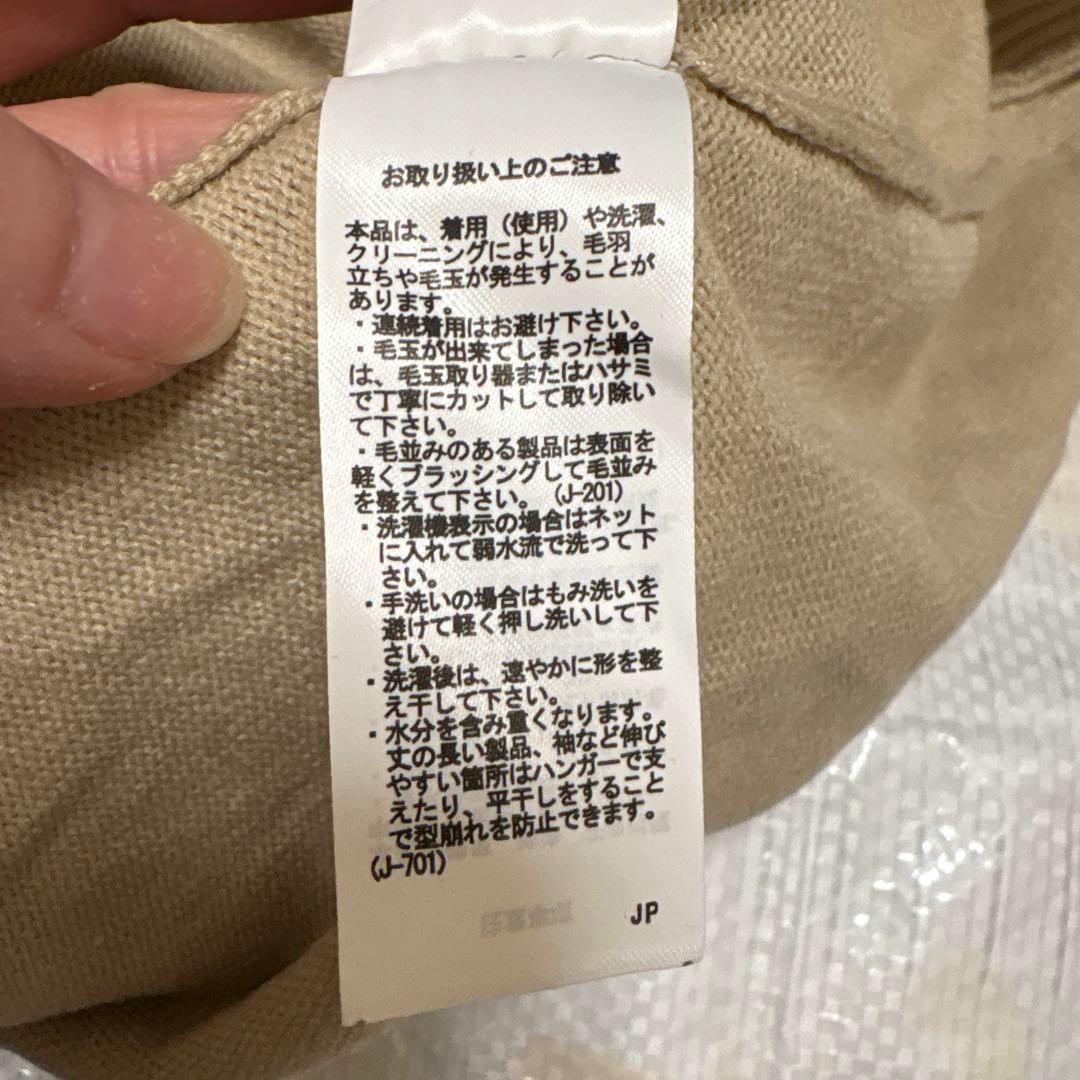 お取り扱い上のご注意
本品は、着用（使用）や洗濯、
クリーニングにより、毛羽
立ちや毛玉が発生することが
あります。
・連続着用はお避け下さい。
・毛玉が出来てしまった場合
は、毛玉取り器またはハサミ
で丁寧にカットして取り除い
て下さい。
・毛並みのある製品は表面を
軽くブラッシングして毛並み
を整えて下さい。（J-201）
・洗濯機表示の場合はネット
に入れて弱水流で洗って下
さい。
・手洗いの場合はもみ洗いを
避けて軽く押し洗いして下
さい。
・洗濯後は、速やかに形を整
え干して下さい。
・水分を含み重くなります。
丈の長い製品、袖など伸び
やすい箇所はハンガーで支
えたり、平干しをすること
で型崩れを防止できます。
(J-701)
JP